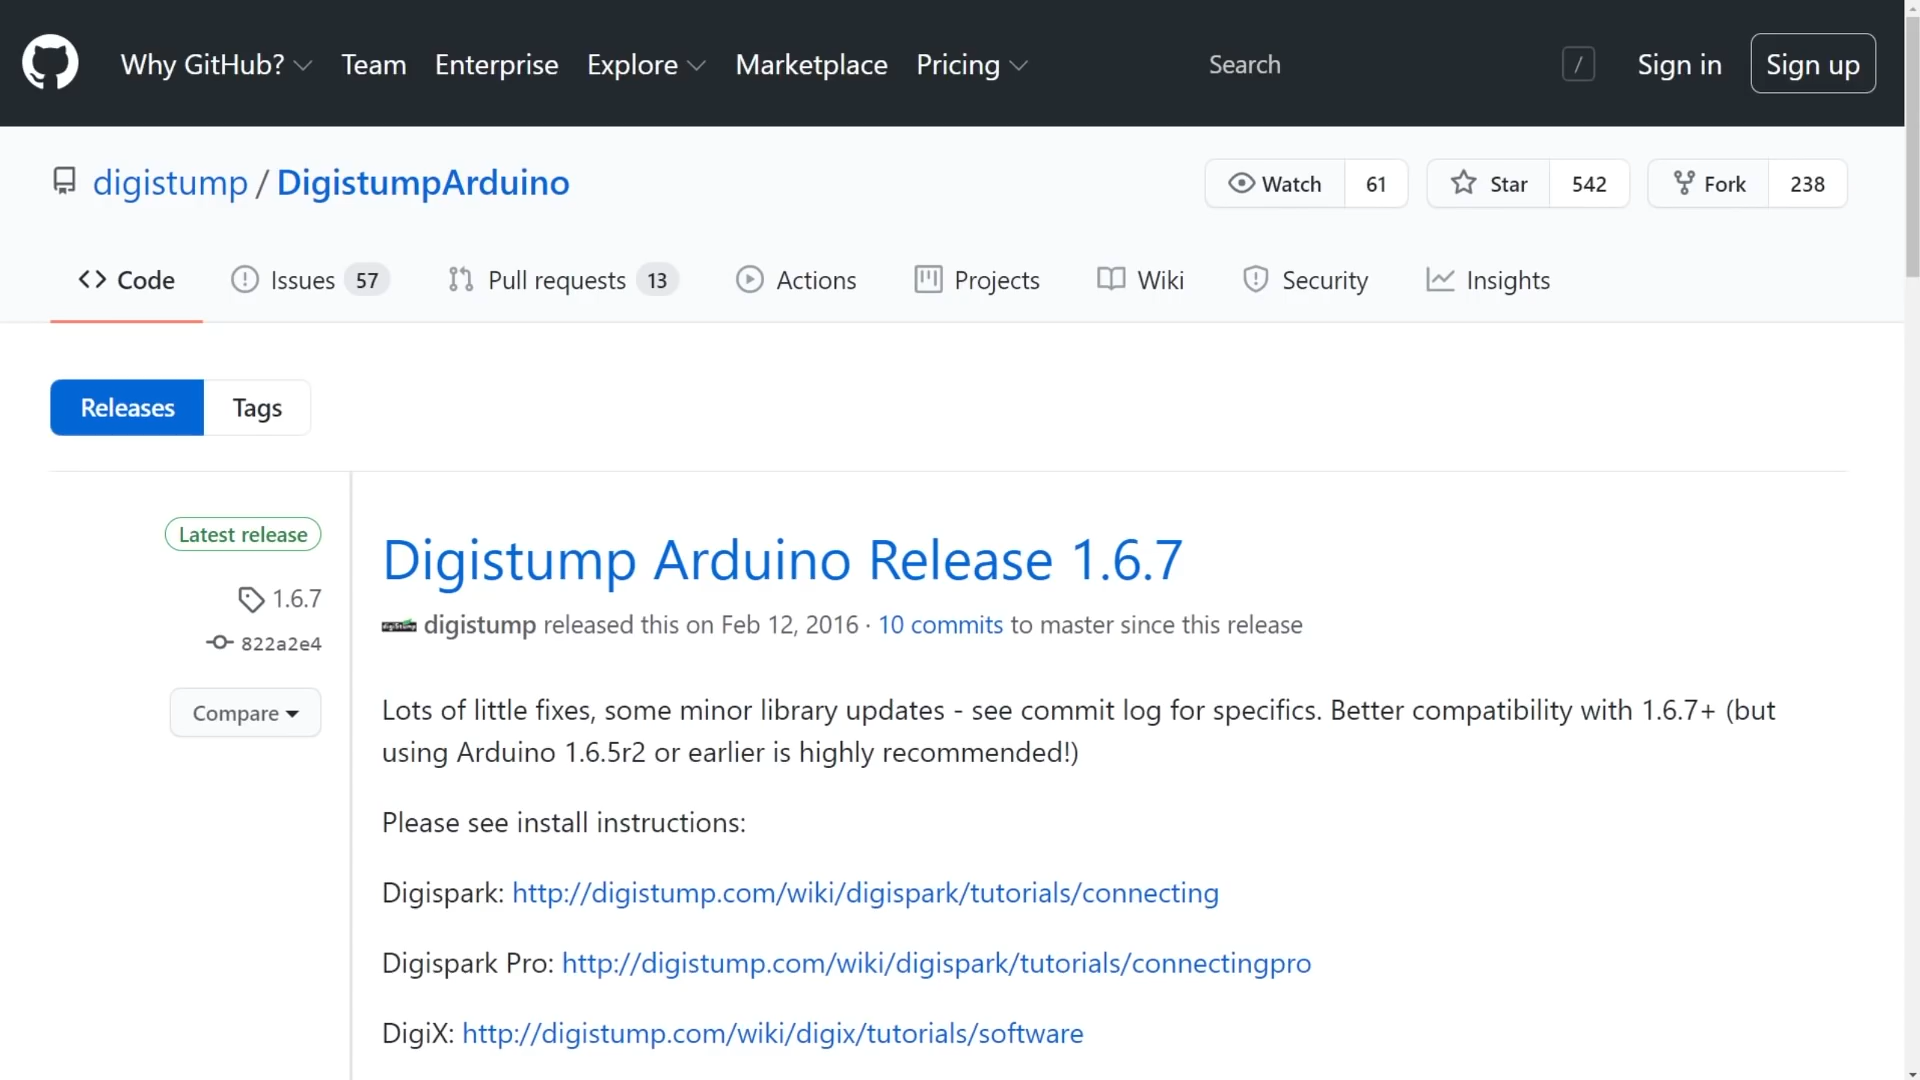 Why GitHub? Team Enterprise Explore Marketplace Pricing Search / Sign in Sign up
digistump / DigistumpArduino Watch 61 Star 542 Fork 238
Code Issues 57 Pull requests 13 Actions Projects Wiki Security Insights
Releases Tags
Latest release
1.6.7
822a2e4
Compare
Digistump Arduino Release 1.6.7
digistump released this on Feb 12, 2016 · 10 commits to master since this release
Lots of little fixes, some minor library updates - see commit log for specifics. Better compatibility with 1.6.7+ (but
using Arduino 1.6.5r2 or earlier is highly recommended!)
Please see install instructions:
Digispark: http://digistump.com/wiki/digispark/tutorials/connecting
Digispark Pro: http://digistump.com/wiki/digispark/tutorials/connectingpro
DigiX: http://digistump.com/wiki/digix/tutorials/software